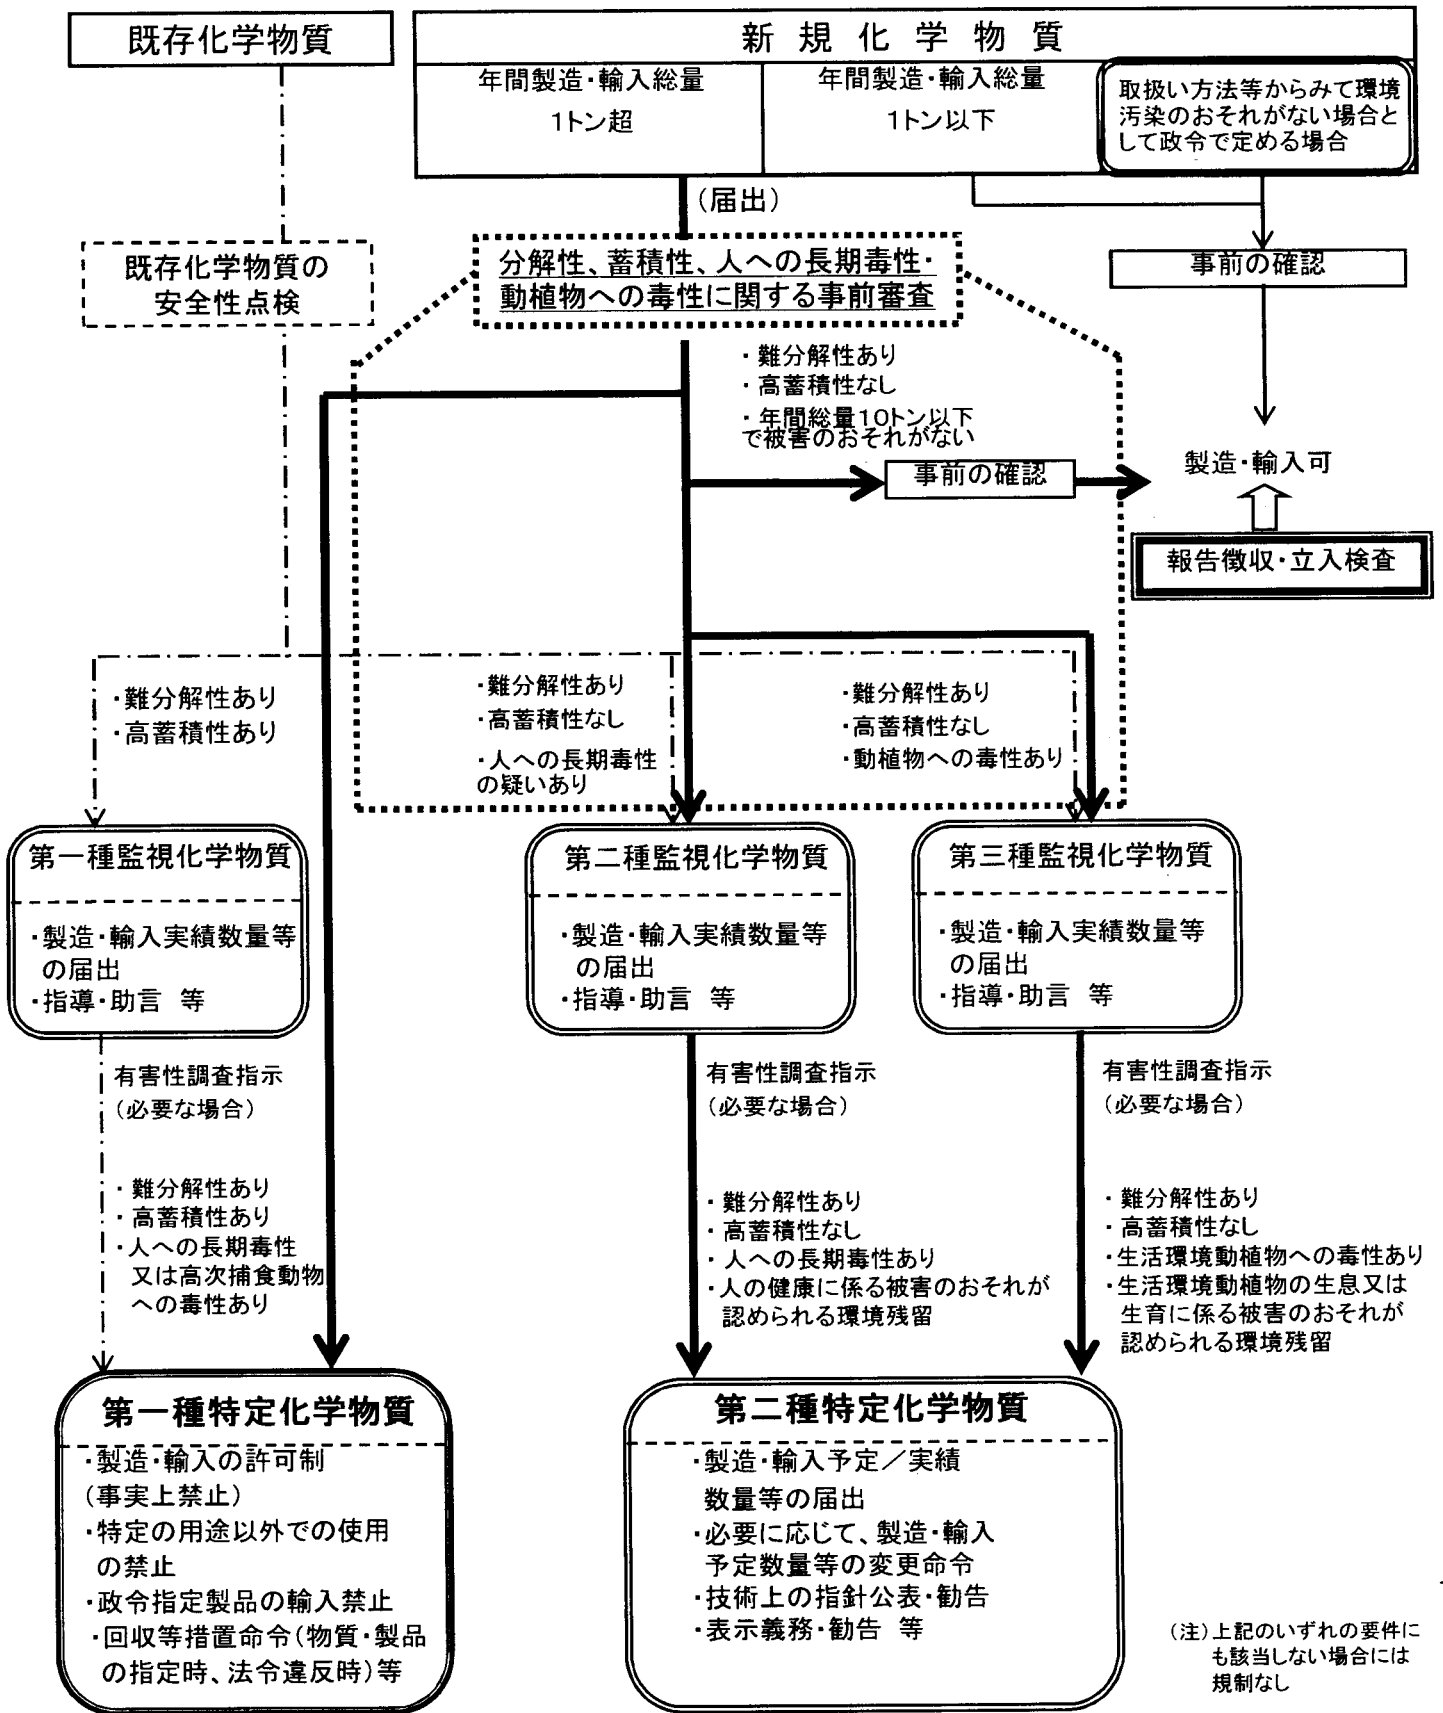 既存化学物質
新規化学物質
年間製造・輸入総量
1トン超
年間製造・輸入総量
1トン以下
取扱い方法等からみて環境
汚染のおそれがない場合と
して政令で定める場合
(届出)
既存化学物質の
安全性点検
分解性、蓄積性、人への長期毒性・
動植物への毒性に関する事前審査
事前の確認
・難分解性あり
・高蓄積性なし
・年間総量10トン以下
で被害のおそれがない
事前の確認
製造・輸入可
報告徴収・立入検査
・難分解性あり
・高蓄積性あり
・難分解性あり
・高蓄積性なし
・人への長期毒性
の疑いあり
・難分解性あり
・高蓄積性なし
・動植物への毒性あり
第一種監視化学物質
・製造・輸入実績数量等
の届出
・指導・助言 等
第二種監視化学物質
・製造・輸入実績数量等
の届出
・指導・助言 等
第三種監視化学物質
・製造・輸入実績数量等
の届出
・指導・助言 等
有害性調査指示
(必要な場合)
有害性調査指示
(必要な場合)
有害性調査指示
(必要な場合)
・難分解性あり
・高蓄積性あり
・人への長期毒性
又は高次捕食動物
への毒性あり
・難分解性あり
・高蓄積性なし
・人への長期毒性あり
・人の健康に係る被害のおそれが
認められる環境残留
・難分解性あり
・高蓄積性なし
・生活環境動植物への毒性あり
・生活環境動植物の生息又は
生育に係る被害のおそれが
認められる環境残留
第一種特定化学物質
・製造・輸入の許可制
(事実上禁止)
・特定の用途以外での使用
の禁止
・政令指定製品の輸入禁止
・回収等措置命令(物質・製品
の指定時、法令違反時)等
第二種特定化学物質
・製造・輸入予定/実績
数量等の届出
・必要に応じて、製造・輸入
予定数量等の変更命令
・技術上の指針公表・勧告
・表示義務・勧告 等
(注)上記のいずれの要件に
も該当しない場合には
規制なし